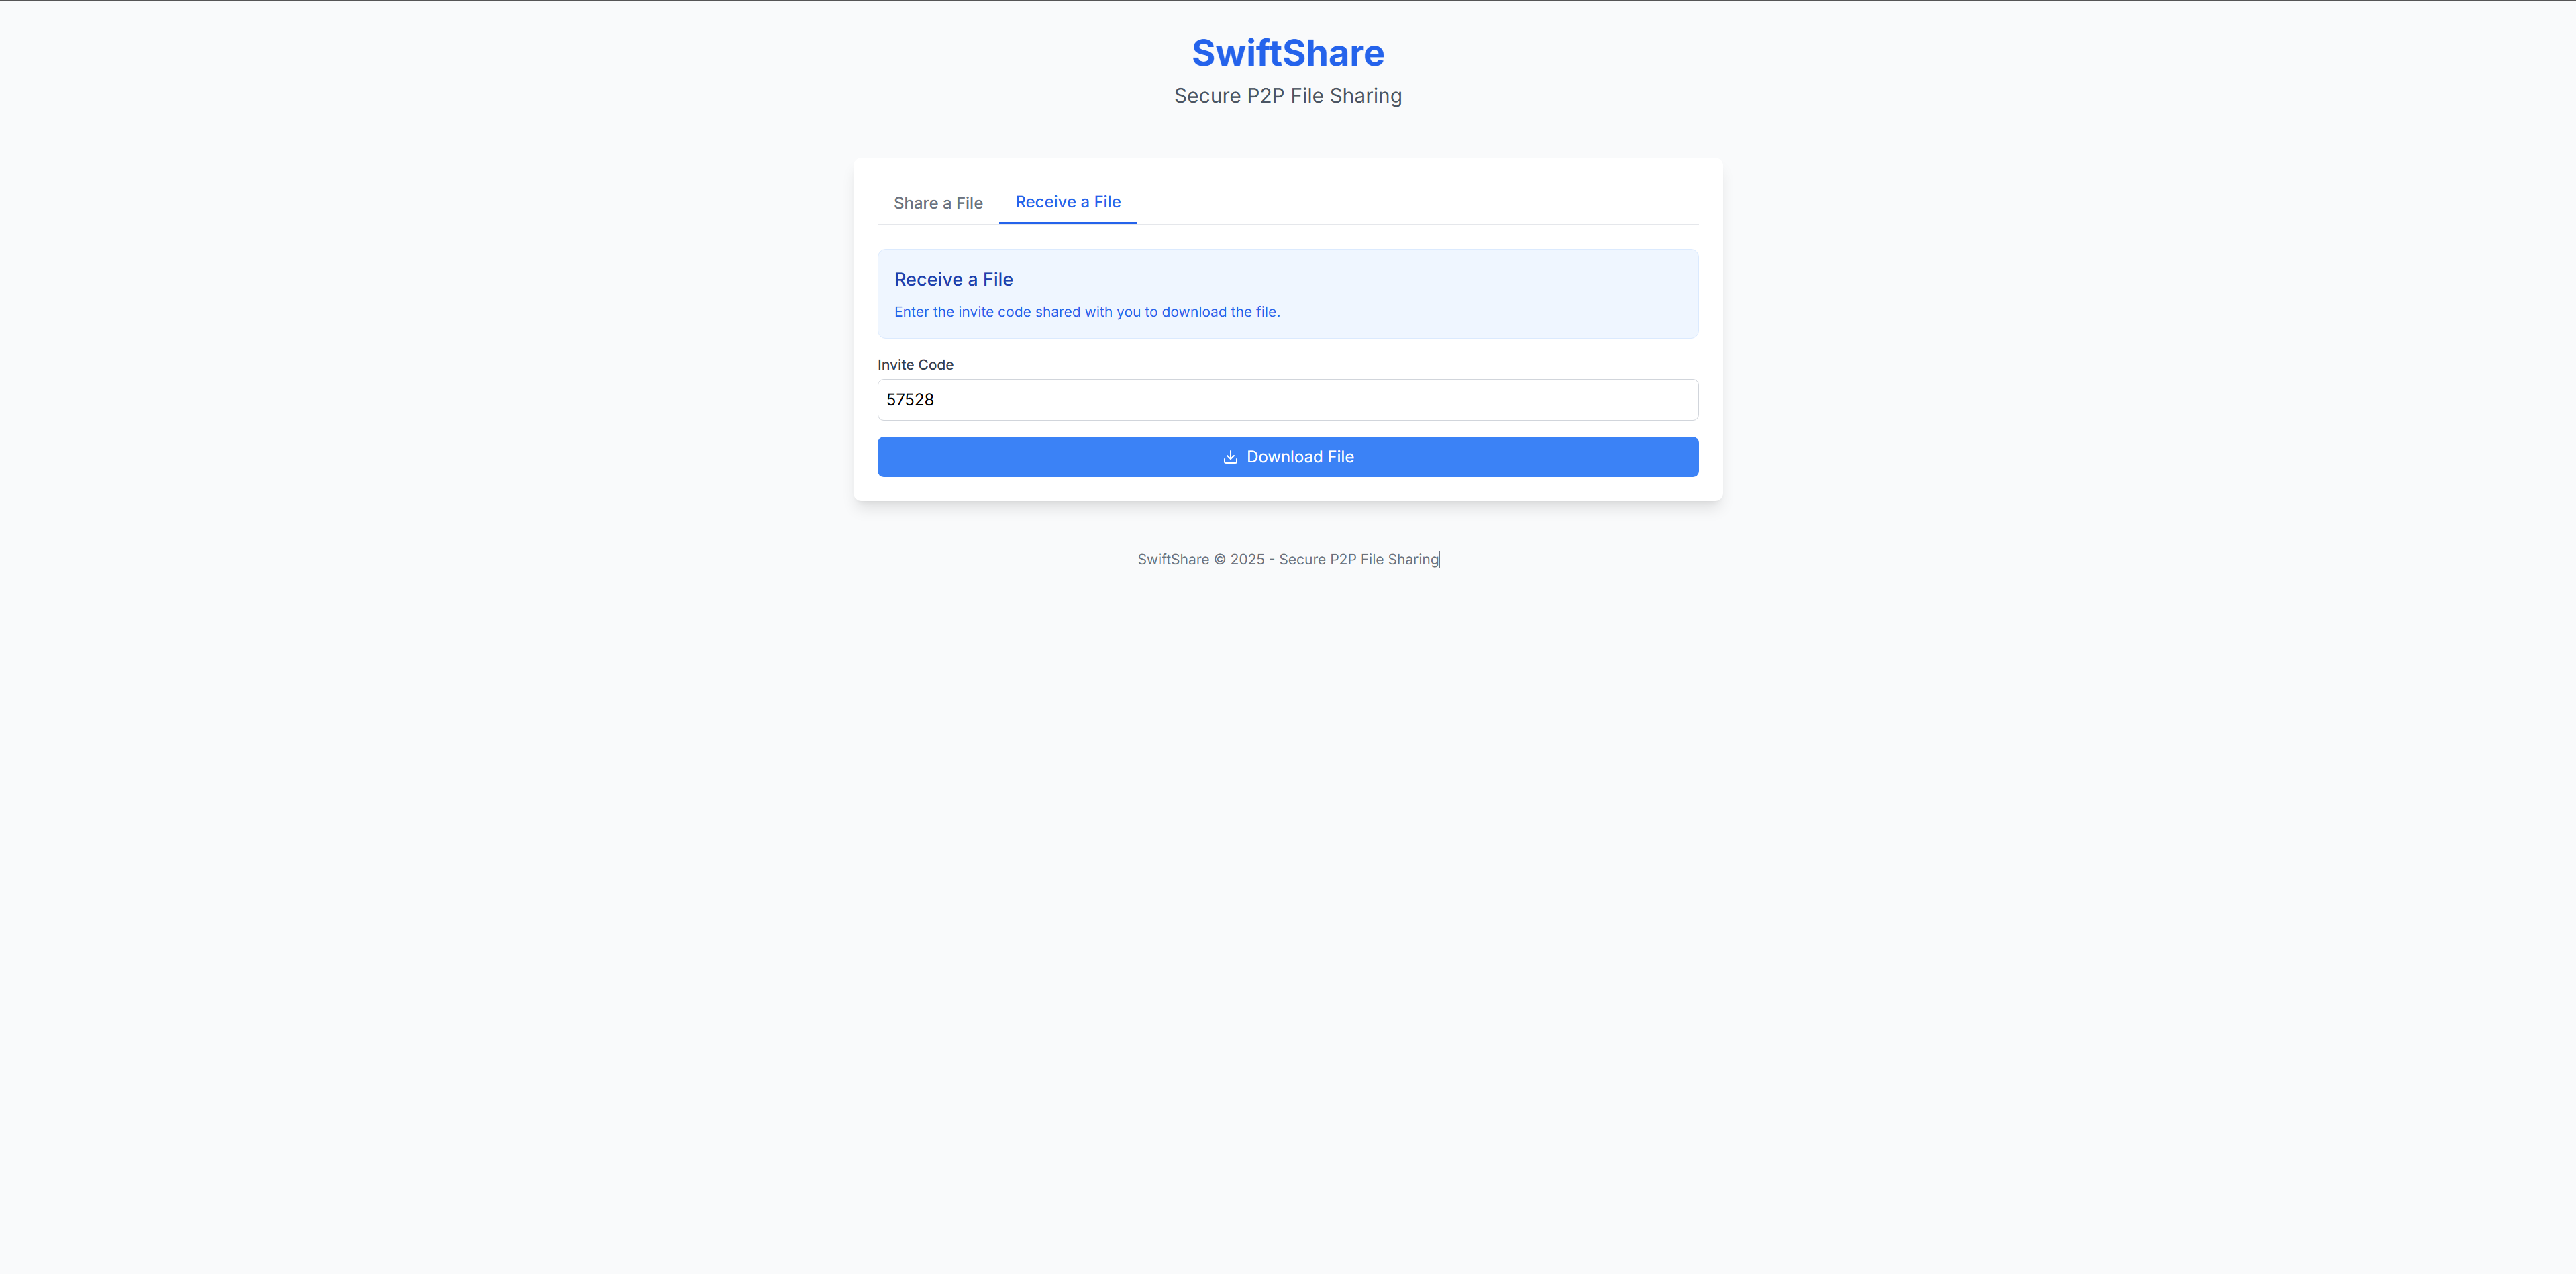 SwiftShare
Secure P2P File Sharing
Share a File Receive a File
Receive a File
Enter the invite code shared with you to download the file.
Invite Code
57528
Download File
SwiftShare © 2025 - Secure P2P File Sharing